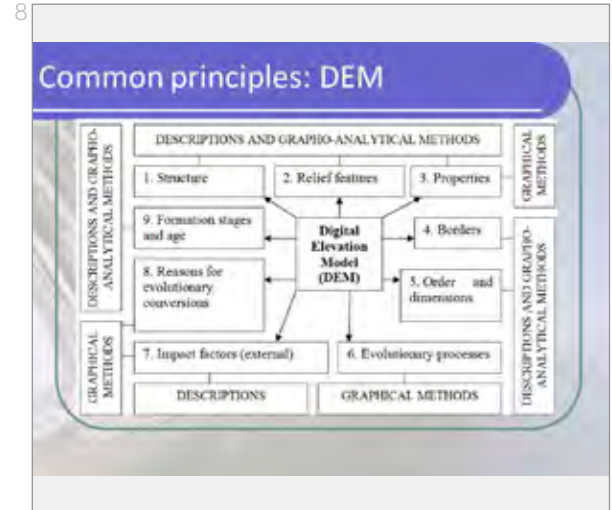 8
Common principles: DEM
DESCRIPTIONS AND GRAPHO-ANALYTICAL METHODS
DESCRIPTIONS AND GRAPHO-
ANALYTICAL METHODS
GRAPHICAL
METHODS
1. Structure
2. Relief features
3. Properties
9. Formation stages
and age
Digital
Elevation
Model
(DEM)
4. Borders
8. Reasons for
evolutionary
conversions
5. Order and
dimensions
DESCRIPTIONS AND GRAPHO-
ANALYTICAL METHODS
7. Impact factors (external)
6. Evolutionary processes
GRAPHICAL
METHODS
DESCRIPTIONS
GRAPHICAL METHODS